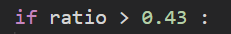 if ratio > 0.43 :